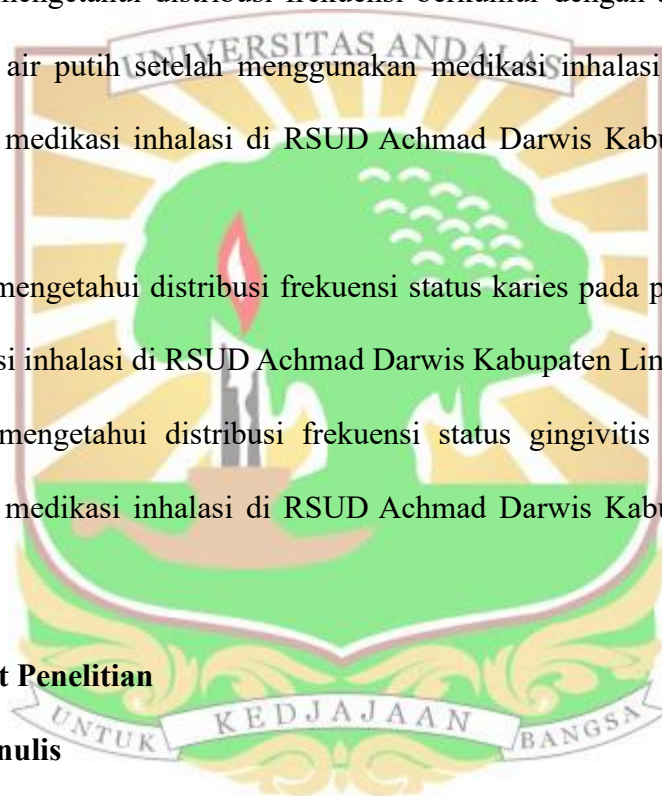 mengetahui distribusi frekuensi berkumur dengan
UNIVERSITAS ANDALAS
air putih setelah menggunakan medikasi inhalasi
medikasi inhalasi di RSUD Achmad Darwis Kabu
mengetahui distribusi frekuensi status karies pada p
si inhalasi di RSUD Achmad Darwis Kabupaten Lim
mengetahui distribusi frekuensi status gingivitis
medikasi inhalasi di RSUD Achmad Darwis Kabu
t Penelitian
UNTUK KEDJAJAAN BANGSA
nulis